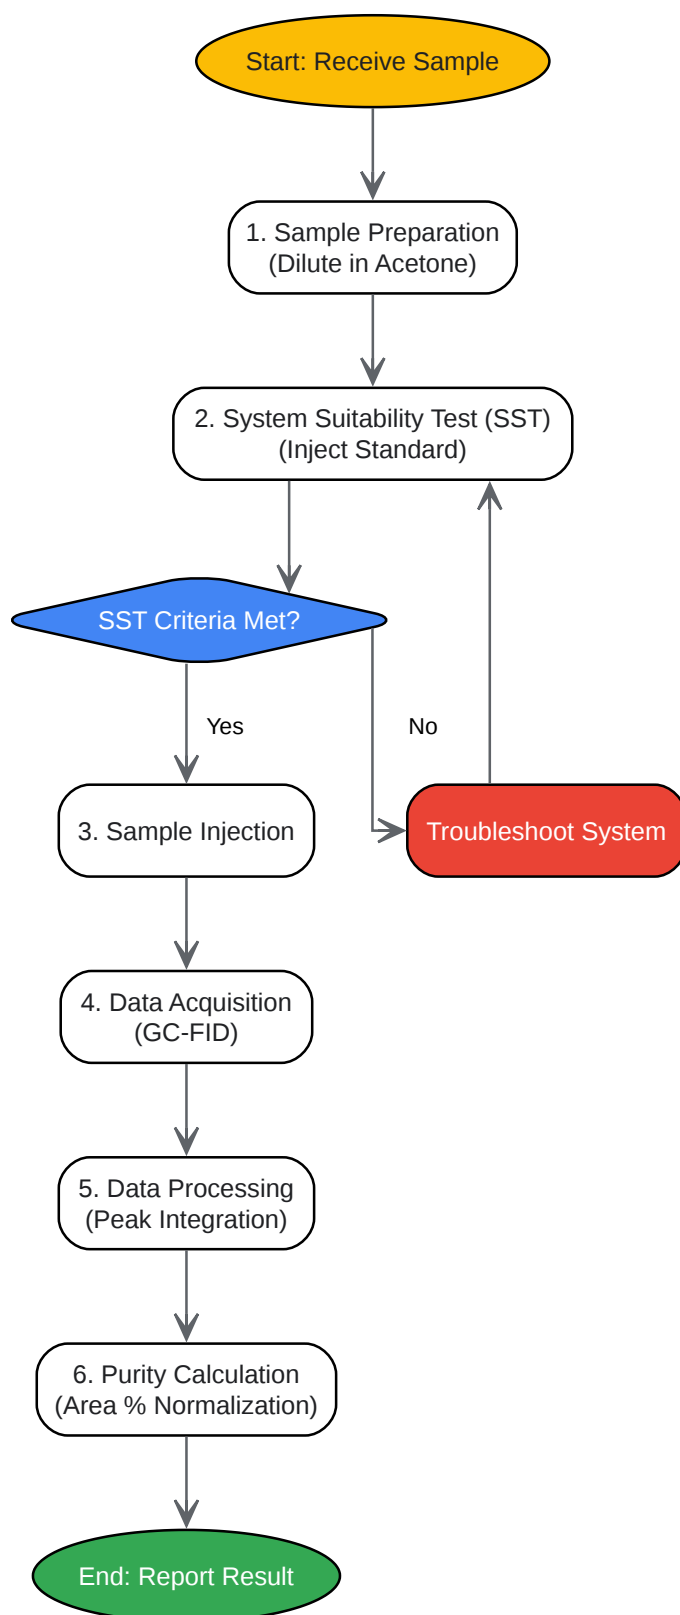 Start: Receive Sample
1. Sample Preparation
(Dilute in Acetone)
2. System Suitability Test (SST)
(Inject Standard)
SST Criteria Met?
Yes
No
3. Sample Injection
Troubleshoot System
4. Data Acquisition
(GC-FID)
5. Data Processing
(Peak Integration)
6. Purity Calculation
(Area % Normalization)
End: Report Result